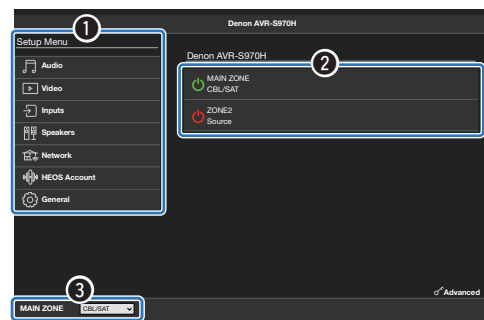 Denon AVR-S970H
1
Setup Menu
Audio
Video
Inputs
Speakers
Network
HEOS Account
General
Denon AVR-S970H
2
MAIN ZONE
CBL/SAT
ZONE2
Source
3
Advanced
MAIN ZONE CBL/SAT